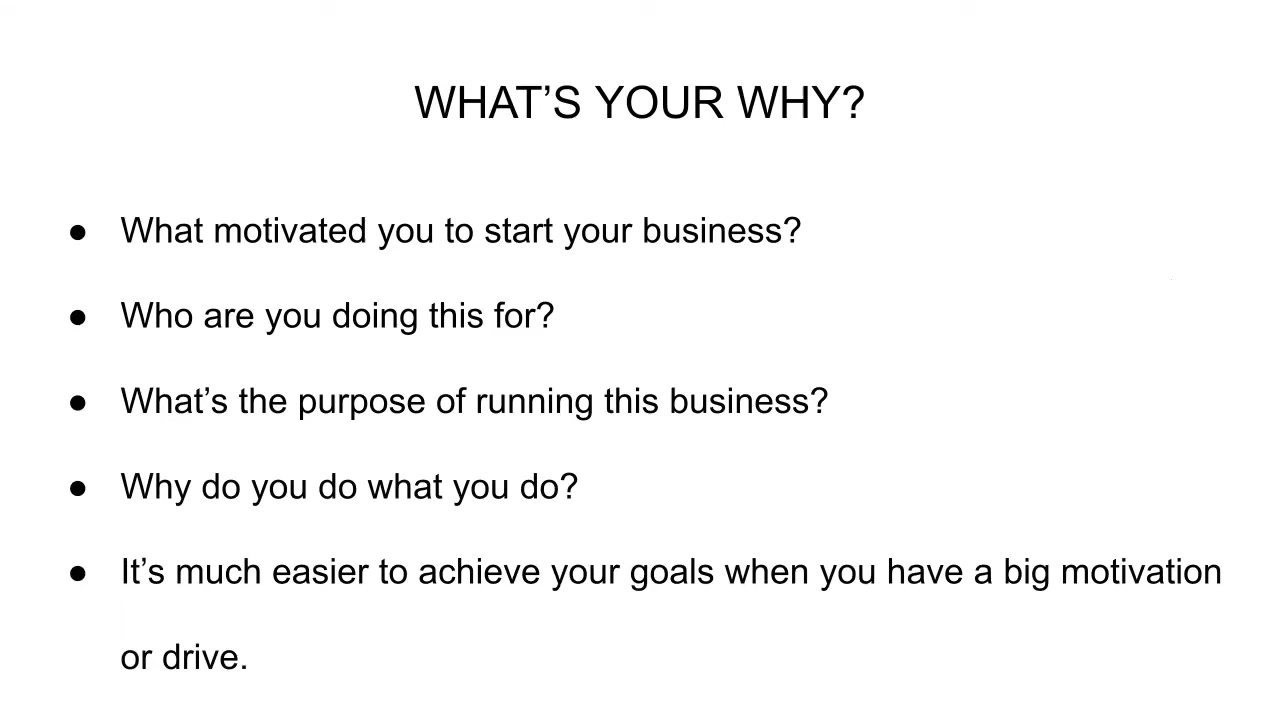 WHAT’S YOUR WHY?
● What motivated you to start your business?
● Who are you doing this for?
● What’s the purpose of running this business?
● Why do you do what you do?
● It’s much easier to achieve your goals when you have a big motivation
or drive.